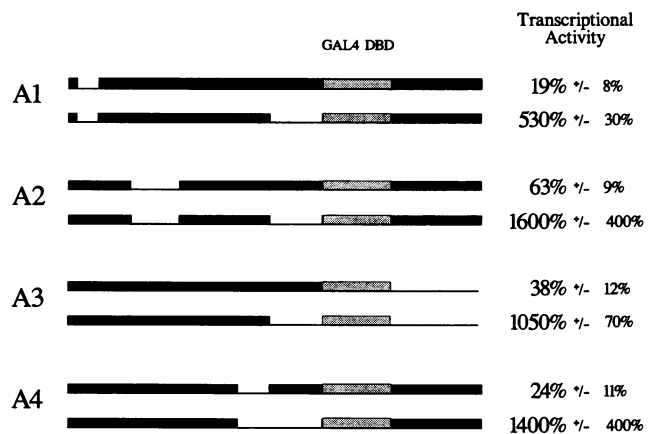 Transcriptional
Activity
GAL4 DBD
A1
19% +/- 8%
530% +/- 30%
A2
63% +/- 9%
1600% +/- 400%
A3
38% +/- 12%
1050% +/- 70%
A4
24% +/- 11%
1400% +/- 400%